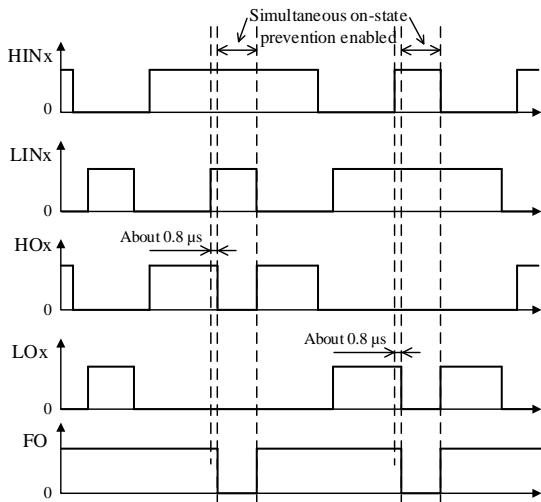 Simultaneous on-state
prevention enabled
HINx
0
LINx
0
About 0.8 µs
HOx
0
About 0.8 µs
LOx
0
FO
0